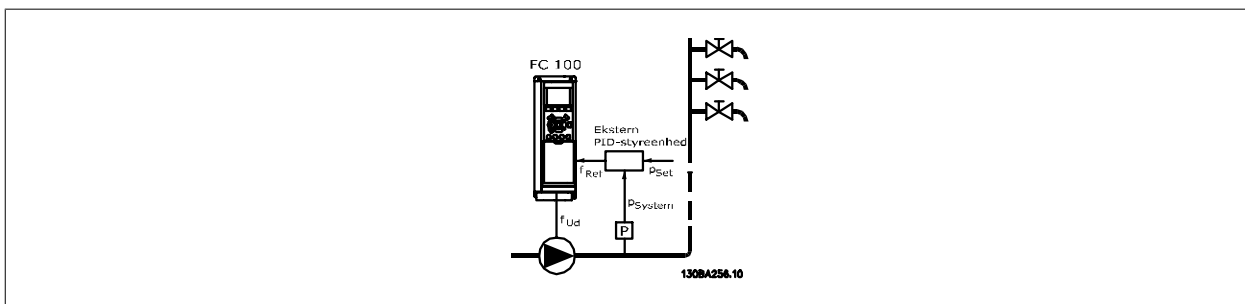 FC 100
Ekstern
PID-styreenhed
fRef
pSet
pSystem
fUd
P
130BA256.10